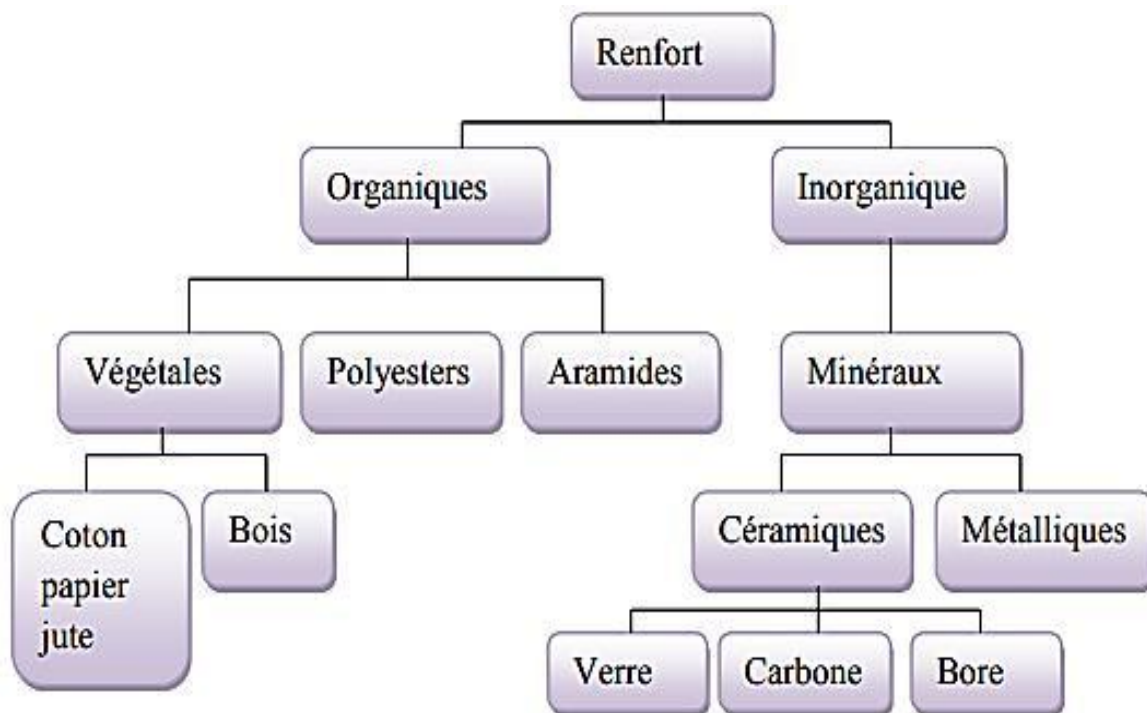 Renfort
Organiques
Inorganique
Végétales
Polyesters
Aramides
Minéraux
Coton
papier
jute
Bois
Céramiques
Métalliques
Verre
Carbone
Bore